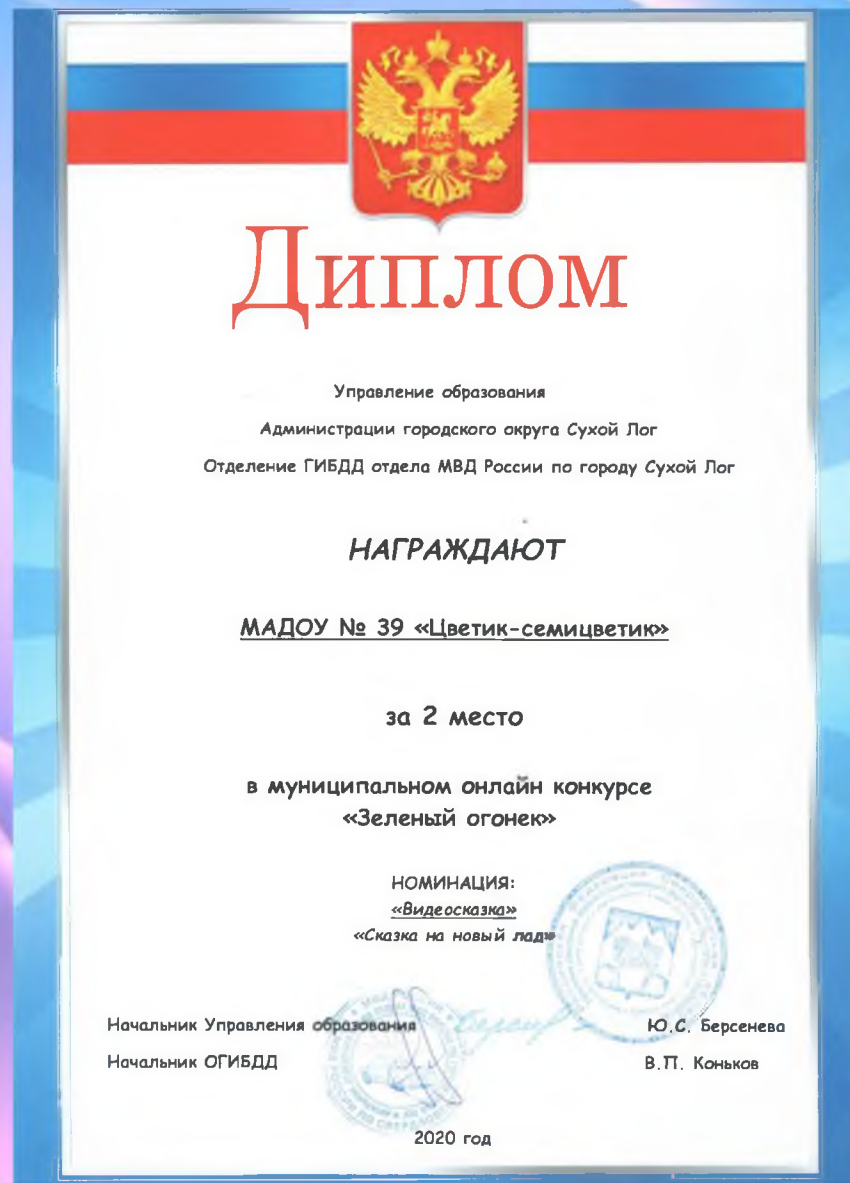 Диплом
Управление образования
Администрации городского округа Сухой Лог
Отделение ГИБДД отдела МВД России по городу Сухой Лог
НАГРАЖДАЮТ
МАДОУ № 39 «Цветик-семицветик»
за 2 место
в муниципальном онлайн конкурсе
«Зеленый огонек»
НОМИНАЦИЯ:
«Видеосказка»
«Сказка на новый лад»
Начальник Управления образования Ю.С. Берсенева
Начальник ОГИБДД В.П. Коньков
2020 год